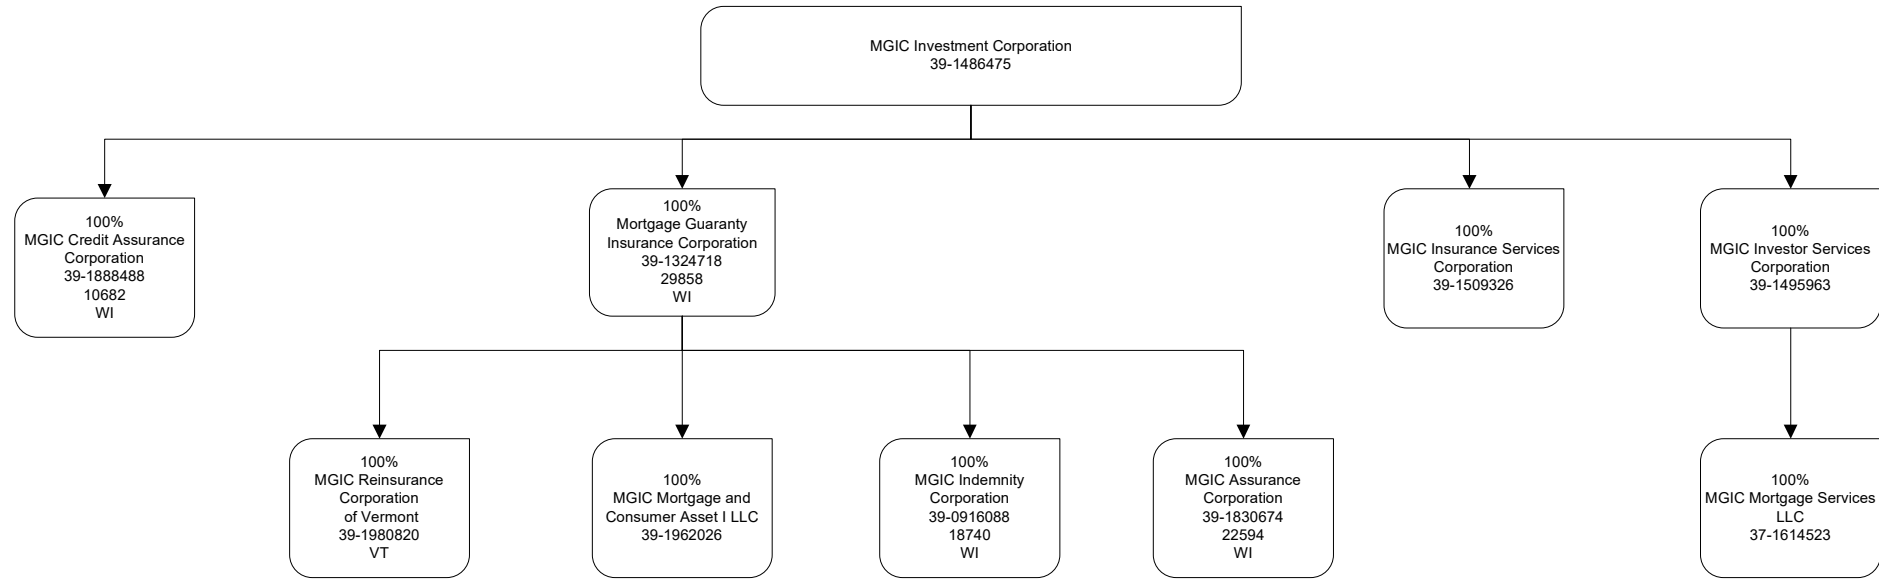 MGIC Investment Corporation
39-1486475
100%
MGIC Credit Assurance
Corporation
39-1888488
10682
WI
100%
Mortgage Guaranty
Insurance Corporation
39-1324718
29858
WI
100%
MGIC Insurance Services
Corporation
39-1509326
100%
MGIC Investor Services
Corporation
39-1495963
100%
MGIC Reinsurance
Corporation
of Vermont
39-1980820
VT
100%
MGIC Mortgage and
Consumer Asset I LLC
39-1962026
100%
MGIC Indemnity
Corporation
39-0916088
18740
WI
100%
MGIC Assurance
Corporation
39-1830674
22594
WI
100%
MGIC Mortgage Services
LLC
37-1614523